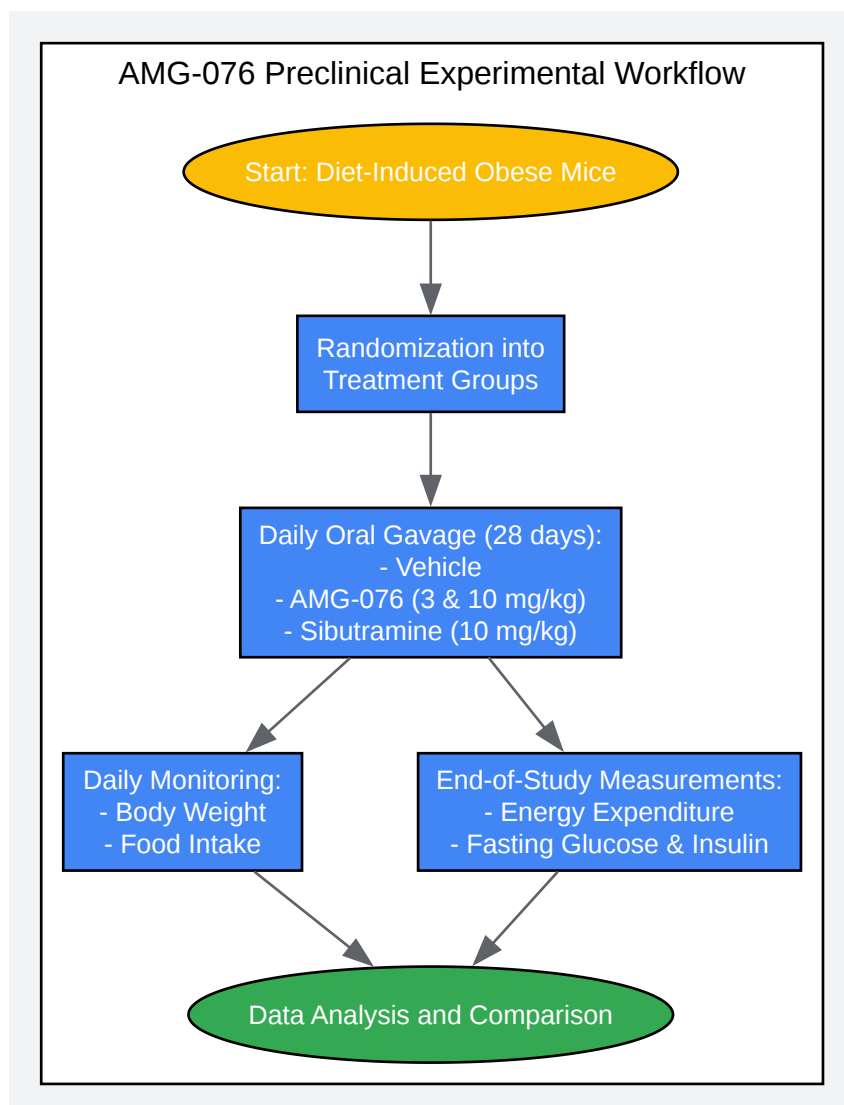 AMG-076 Preclinical Experimental Workflow
Start: Diet-Induced Obese Mice
Randomization into
Treatment Groups
Daily Oral Gavage (28 days):
- Vehicle
- AMG-076 (3 & 10 mg/kg)
- Sibutramine (10 mg/kg)
Daily Monitoring:
- Body Weight
- Food Intake
End-of-Study Measurements:
- Energy Expenditure
- Fasting Glucose & Insulin
Data Analysis and Comparison